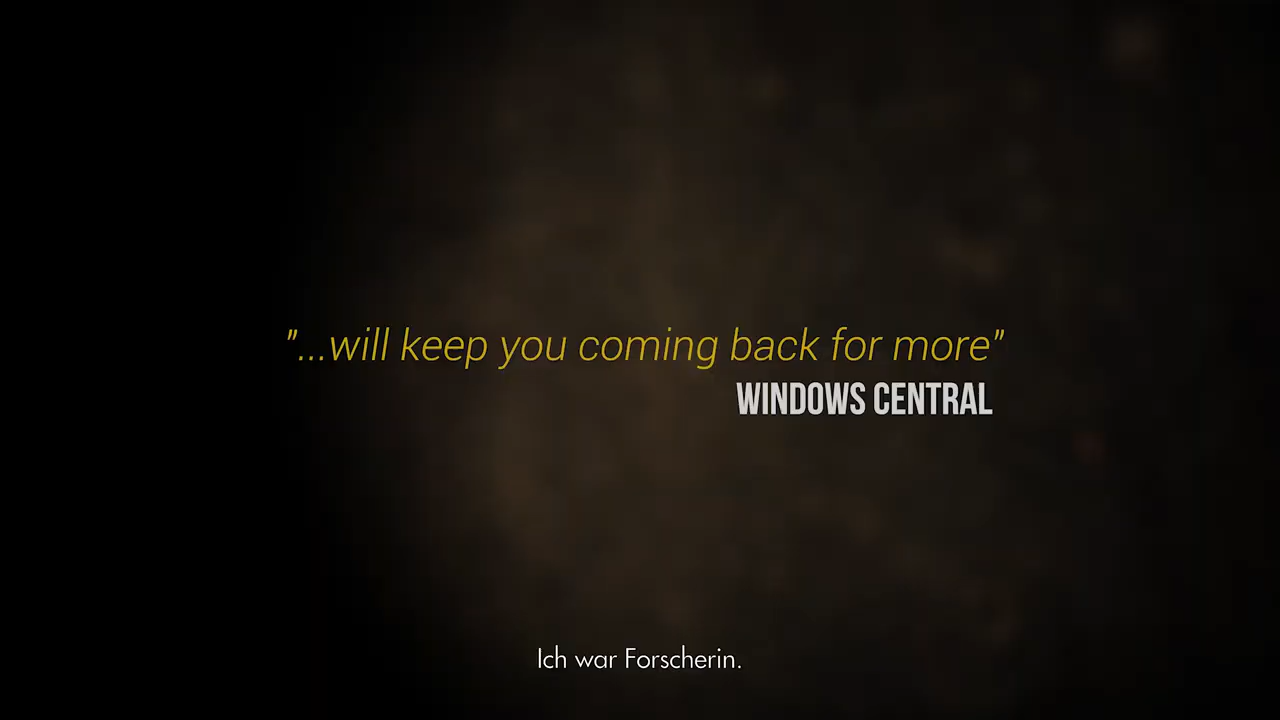 "...will keep you coming back for more"
WINDOWS CENTRAL
Ich war Forscherin.